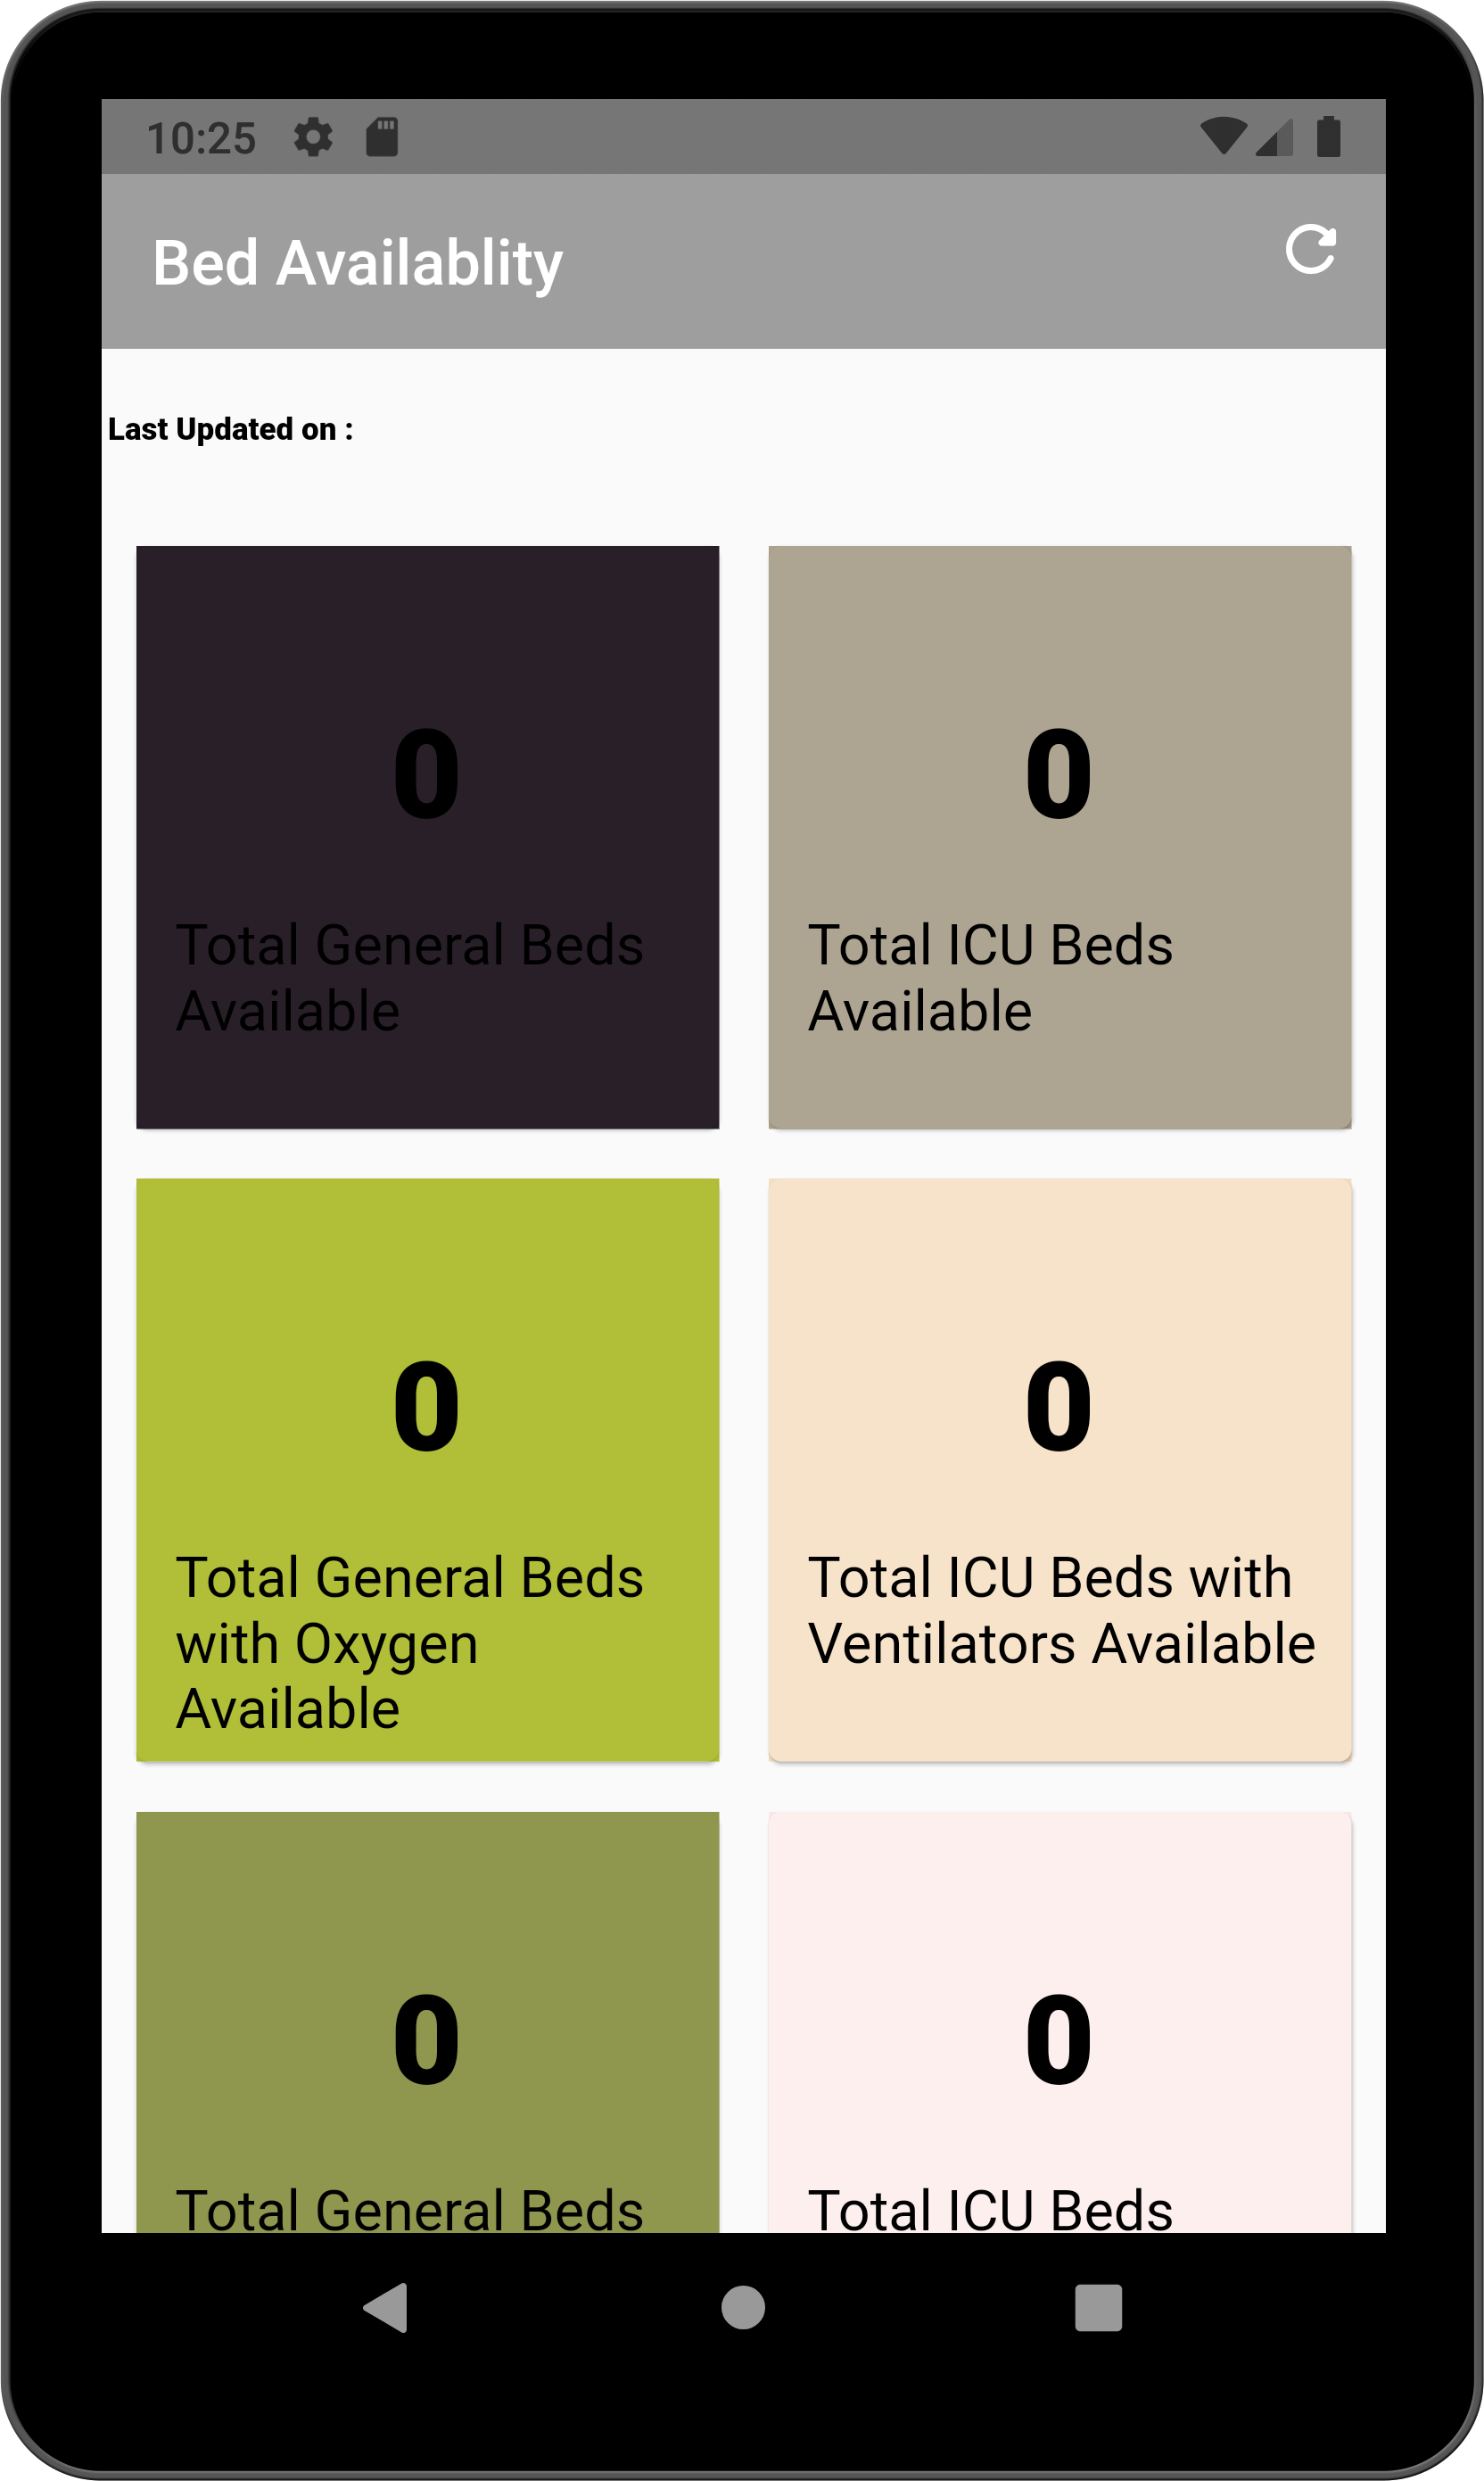 10:25
Bed Availablity
Last Updated on :
0
Total General Beds
Available
0
Total ICU Beds
Available
0
Total General Beds
with Oxygen
Available
0
Total ICU Beds with
Ventilators Available
0
Total General Beds
0
Total ICU Beds